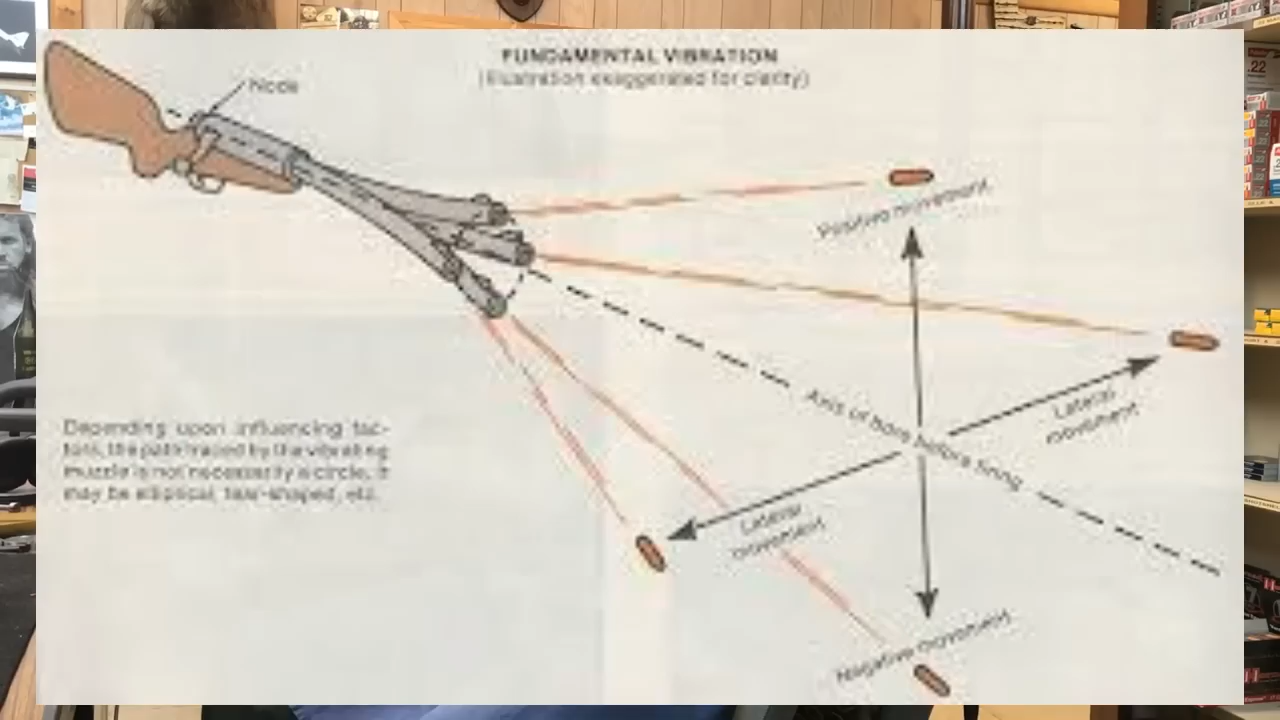 FUNDAMENTAL VIBRATION
(Illustration exaggerated for clarity)
Node
Positive movement
Axis of bore before firing
Lateral
movement
Lateral
movement
Negative movement
Depending upon influencing fac-
tors, the path traced by the vibrating
muzzle is not necessarily a circle, it
may be elliptical, tear-shaped, etc.
.22